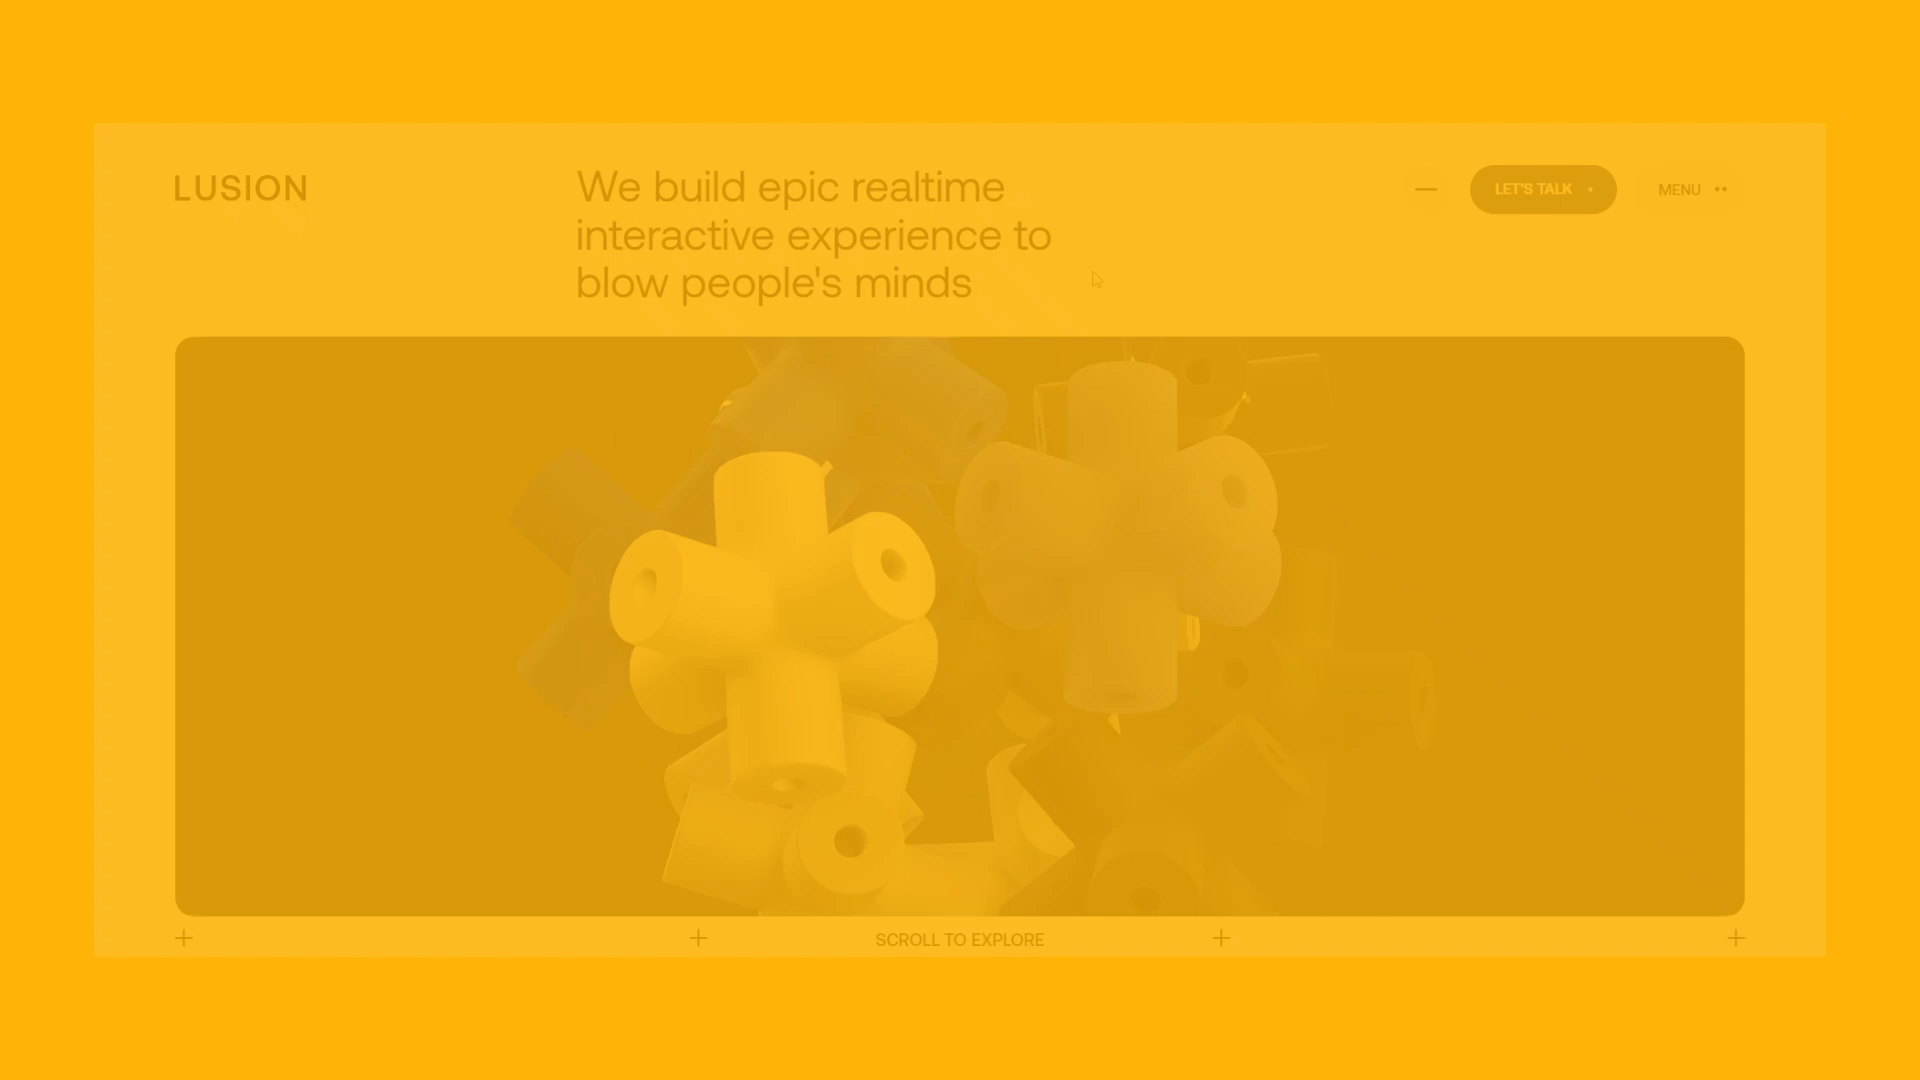 LUSION
We build epic realtime
interactive experience to
blow people's minds
LET'S TALK
MENU
SCROLL TO EXPLORE